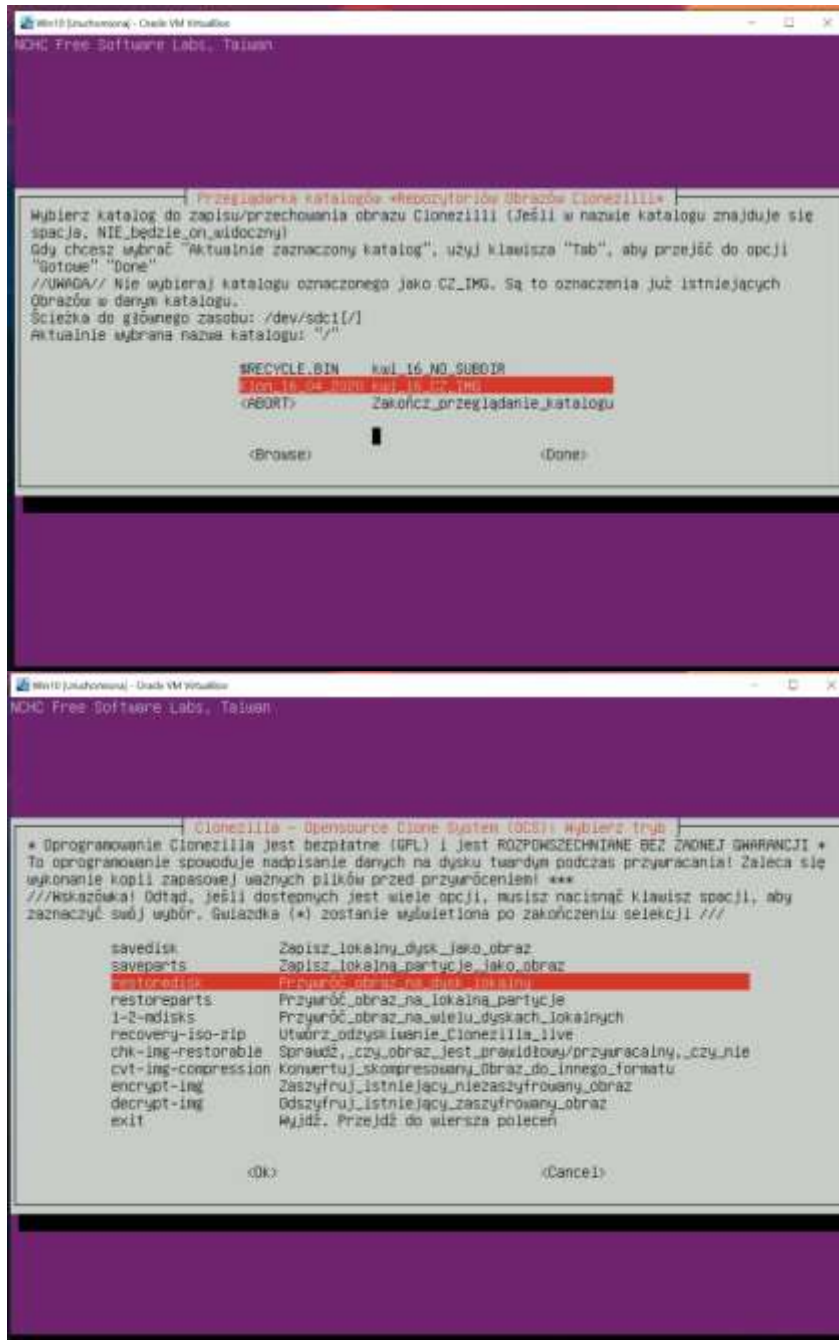 Win10 [Uruchomiona] - Oracle VM VirtualBox
NCHC Free Software Labs, Taiwan
Przeglądarka katalogów «Repozytoriów Obrazów Clonezilli»
Wybierz katalog do zapisu/przechowania obrazu Clonezilli (Jeśli w nazwie katalogu znajduje się
spacja, NIE_będzie_on_widoczny)
Gdy chcesz wybrać "Aktualnie zaznaczony katalog", użyj klawisza "Tab", aby przejść do opcji
"Gotowe" "Done"
//UWAGA// Nie wybieraj katalogu oznaczonego jako CZ_IMG. Są to oznaczenia już istniejących
Obrazów w danym katalogu.
Ścieżka do głównego zasobu: /dev/sdc1[/]
Aktualnie wybrana nazwa katalogu: "/"
$RECYCLE.BIN kwi_16_NO_SUBDIR
16_04_2020 kwi_16_CZ_IMG
<ABORT> Zakończ_przeglądanie_katalogu
<Browse> <Done>
Win10 [Uruchomiona] - Oracle VM VirtualBox
NCHC Free Software Labs, Taiwan
Clonezilla - Opensource Clone System (OCS): Wybierz tryb
* Oprogramowanie Clonezilla jest bezpłatne (GPL) i jest ROZPOWSZECHNIANE BEZ ŻADNEJ GWARANCJI *
To oprogramowanie spowoduje nadpisanie danych na dysku twardym podczas przywracania! Zaleca się
wykonanie kopii zapasowej ważnych plików przed przywróceniem! ***
///Wskazówka! Odtąd, jeśli dostępnych jest wiele opcji, musisz nacisnąć klawisz spacji, aby
zaznaczyć swój wybór. Gwiazdka (*) zostanie wyświetlona po zakończeniu selekcji ///
savedisk Zapisz_lokalny_dysk_jako_obraz
saveparts Zapisz_lokalną_partycje_jako_obraz
restoredisk Przywróć_obraz_na_dysk_lokalny
restoreparts Przywróć_obraz_na_lokalną_partycje
1-2-mdisks Przywróć_obraz_na_wielu_dyskach_lokalnych
recovery-iso-zip Utwórz_odzyskiwanie_Clonezilla_live
chk-img-restorable Sprawdź,_czy_obraz_jest_prawidłowy/przywracalny,_czy_nie
cvt-img-compression Konwertuj_skompresowany_Obraz_do_innego_formatu
encrypt-img Zaszyfruj_istniejący_niezaszyfrowany_obraz
decrypt-img Odszyfruj_istniejący_zaszyfrowany_obraz
exit Wyjdź. Przejdź do wiersza poleceń
<Ok> <Cancel>